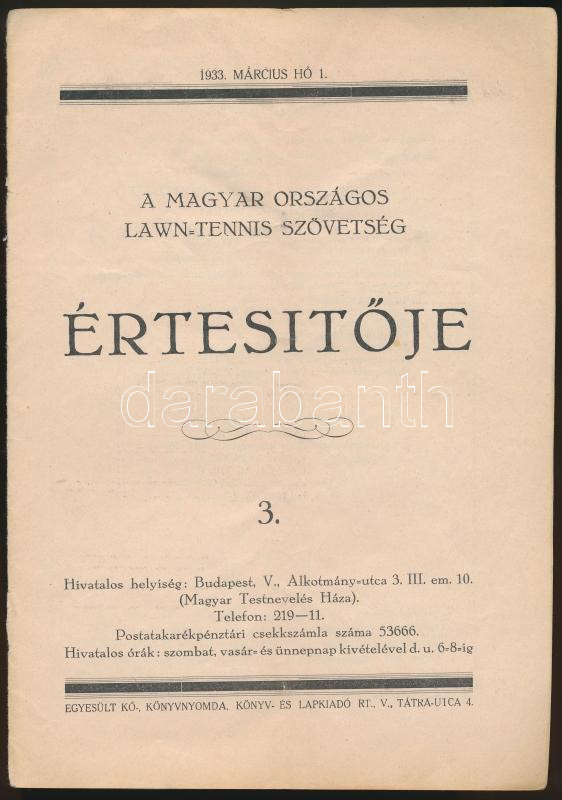 1933. MÁRCIUS HÓ 1.
A MAGYAR ORSZÁGOS
LAWN=TENNIS SZÖVETSÉG
ÉRTESITŐJE
darabanth
3.
Hivatalos helyiség: Budapest, V., Alkotmány=utca 3. III. em. 10.
(Magyar Testnevelés Háza).
Telefon: 219—11.
Postatakarékpénztári csekkszámla száma 53666.
Hivatalos órák: szombat, vasár= és ünnepnap kivételével d. u. 6=8=ig
EGYESÜLT KŐ-, KÖNYVNYOMDA, KÖNYV- ÉS LAPKIADÓ RT., V., TÁTRA-UTCA 4.